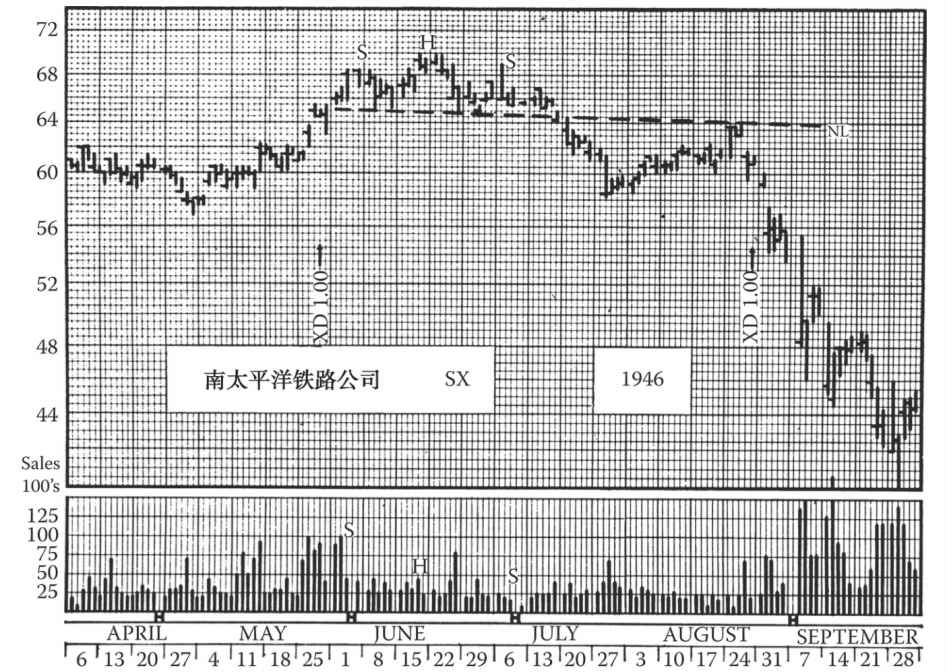 72
S
H
S
68
64
NL
60
56
52
XD 1.00
XD 1.00
48
南太平洋铁路公司 SX 1946
44
Sales
100's
125
100
75
50
25
S
H
S
APRIL MAY JUNE JULY AUGUST SEPTEMBER
6 13 20 27 4 11 18 25 1 8 15 22 29 6 13 20 27 3 10 17 24 31 7 14 21 28